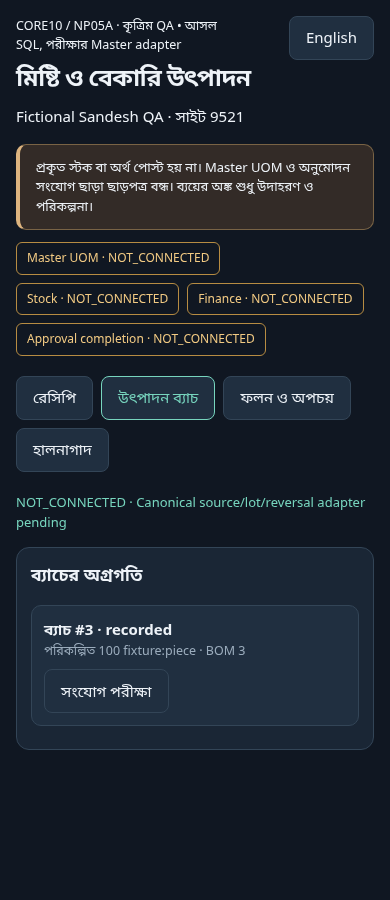 CORE10 / NP05A · কৃত্রিম QA • আসল
SQL, পরীক্ষার Master adapter
English
মিষ্টি ও বেকারি উৎপাদন
Fictional Sandesh QA · সাইট 9521
প্রকৃত স্টক বা অর্থ পোস্ট হয় না। Master UOM ও অনুমোদন
সংযোগ ছাড়া ছাড়পত্র বন্ধ। ব্যয়ের অঙ্ক শুধু উদাহরণ ও
পরিকল্পনা।
Master UOM · NOT_CONNECTED
Stock · NOT_CONNECTED
Finance · NOT_CONNECTED
Approval completion · NOT_CONNECTED
রেসিপি
উৎপাদন ব্যাচ
ফলন ও অপচয়
হালনাগাদ
NOT_CONNECTED · Canonical source/lot/reversal adapter
pending
ব্যাচের অগ্রগতি
ব্যাচ #3 · recorded
পরিকল্পিত 100 fixture:piece · BOM 3
সংযোগ পরীক্ষা